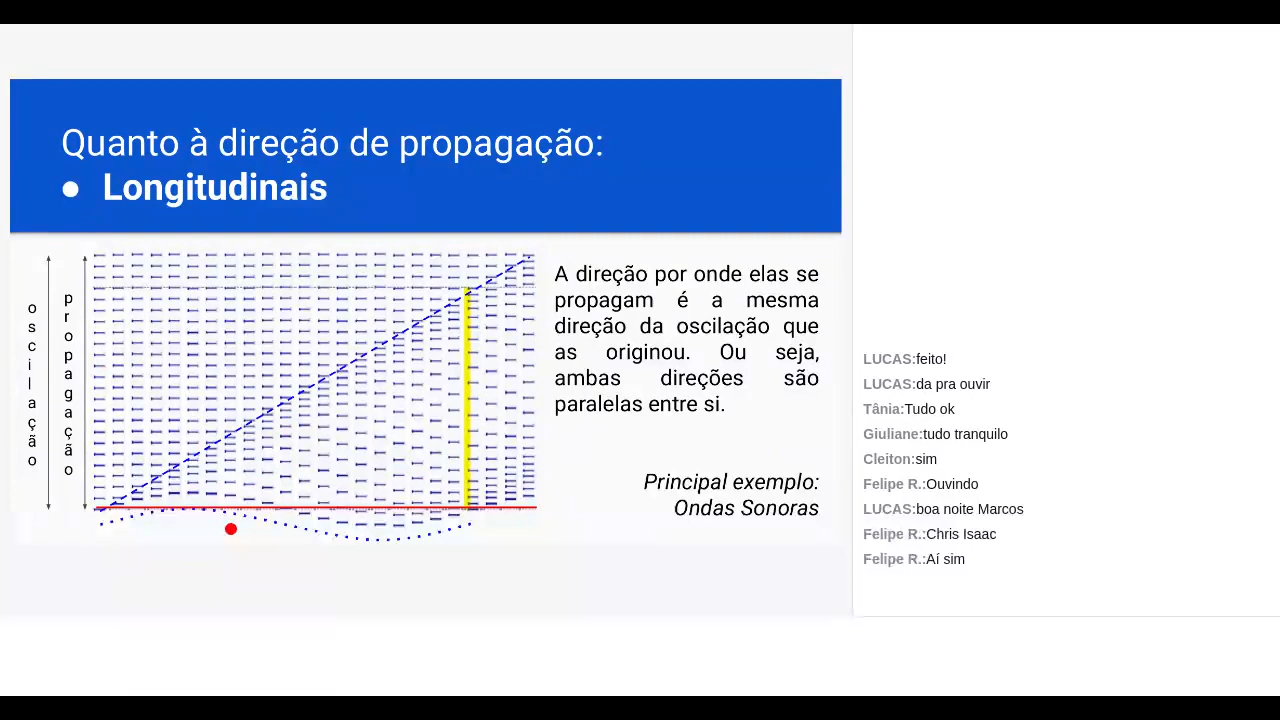 Quanto à direção de propagação:
● Longitudinais
oscilação
propagação
A direção por onde elas se
propagam é a mesma
direção da oscilação que
as originou. Ou seja,
ambas direções são
paralelas entre si.
Principal exemplo:
Ondas Sonoras
LUCAS:feito!
LUCAS:da pra ouvir
Tânia:Tudo ok
Giuliane:tudo tranquilo
Cleiton:sim
Felipe R.:Ouvindo
LUCAS:boa noite Marcos
Felipe R.:Chris Isaac
Felipe R.:Aí sim